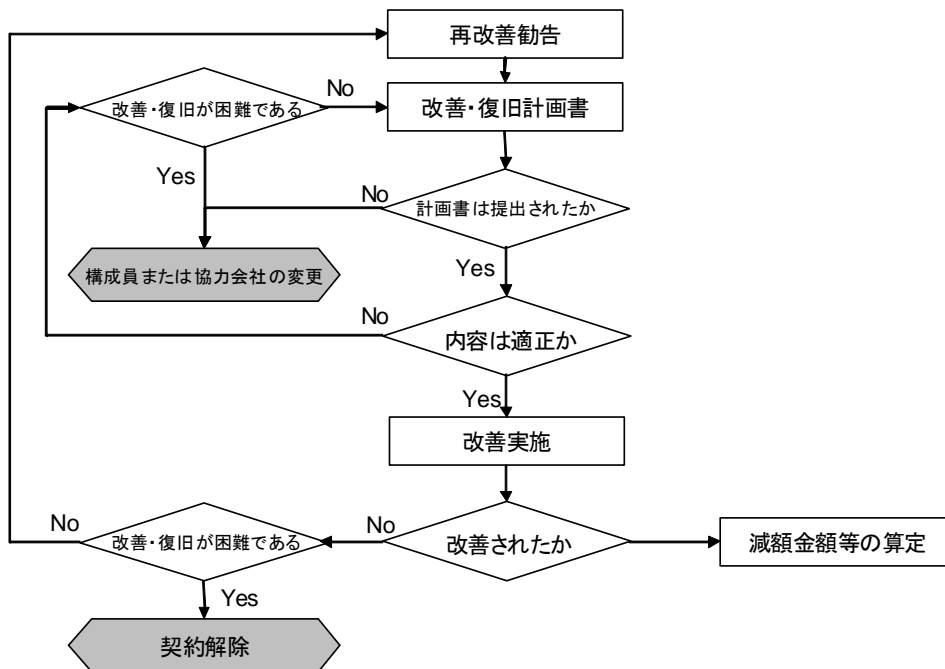 再改善勧告
改善・復旧が困難である
No
改善・復旧計画書
Yes
No
計画書は提出されたか
構成員または協力会社の変更
Yes
No
内容は適正か
Yes
改善実施
No
改善・復旧が困難である
No
改善されたか
減額金額等の算定
Yes
契約解除